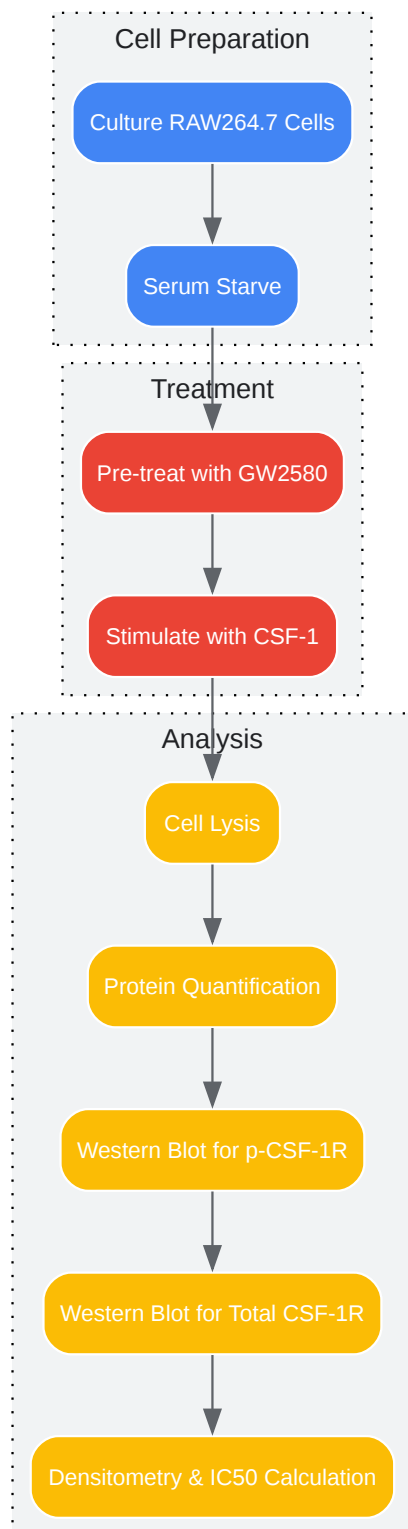 Cell Preparation
Culture RAW264.7 Cells
Serum Starve
Treatment
Pre-treat with GW2580
Stimulate with CSF-1
Analysis
Cell Lysis
Protein Quantification
Western Blot for p-CSF-1R
Western Blot for Total CSF-1R
Densitometry & IC50 Calculation